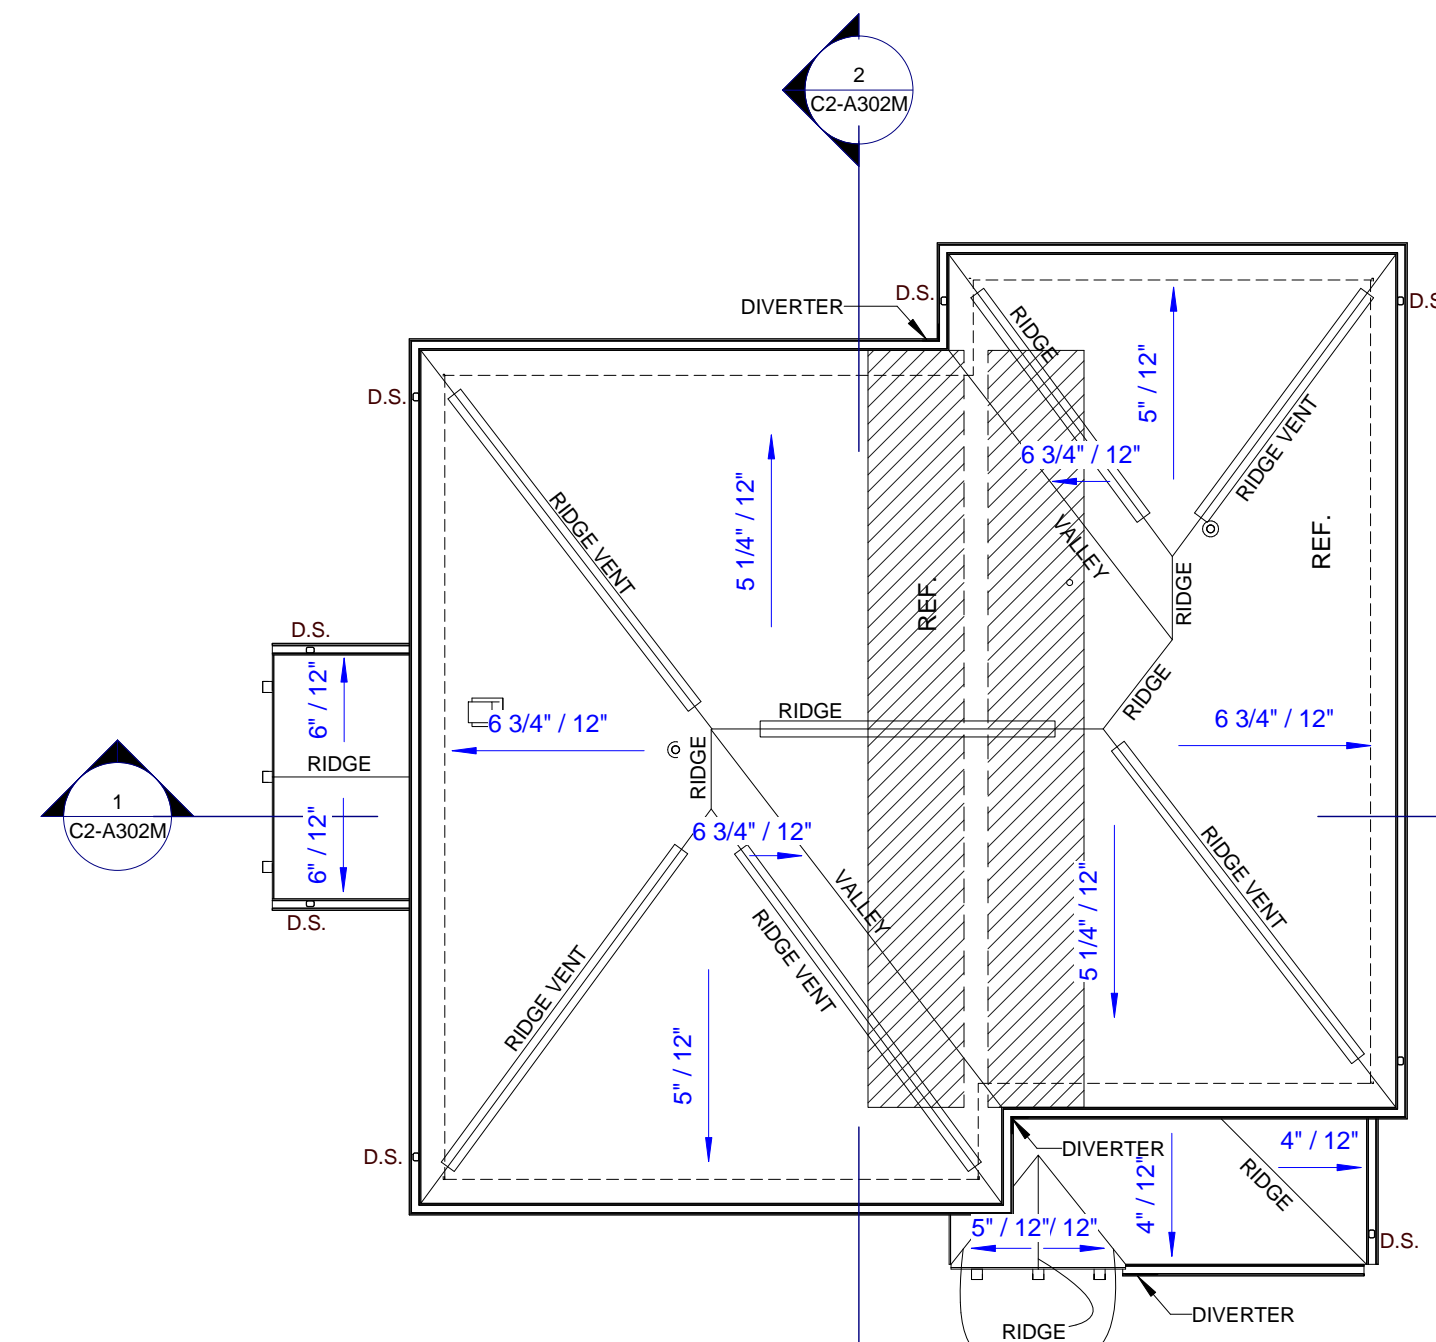 2
C2-A302M
D.S.
DIVERTER
D.S
RIDGE
5" / 12"
RIDGE VENT
D.S.
6 3/4" / 12"
5 1/4" / 12"
RIDGE VENT
VALLEY
REF.
REF.
RIDGE
D.S.
6" / 12"
RIDGE
6 3/4" / 12"
RIDGE
6 3/4" / 12"
RIDGE
RIDGE
1
C2-A302M
6" / 12"
6 3/4" / 12"
RIDGE VENT
VALLEY
5 1/4" / 12"
D.S.
RIDGE VENT
RIDGE VENT
5" / 12"
D.S.
DIVERTER
4" / 12"
4" / 12"
RIDGE
5" / 12"/ 12"
D.S.
DIVERTER
RIDGE